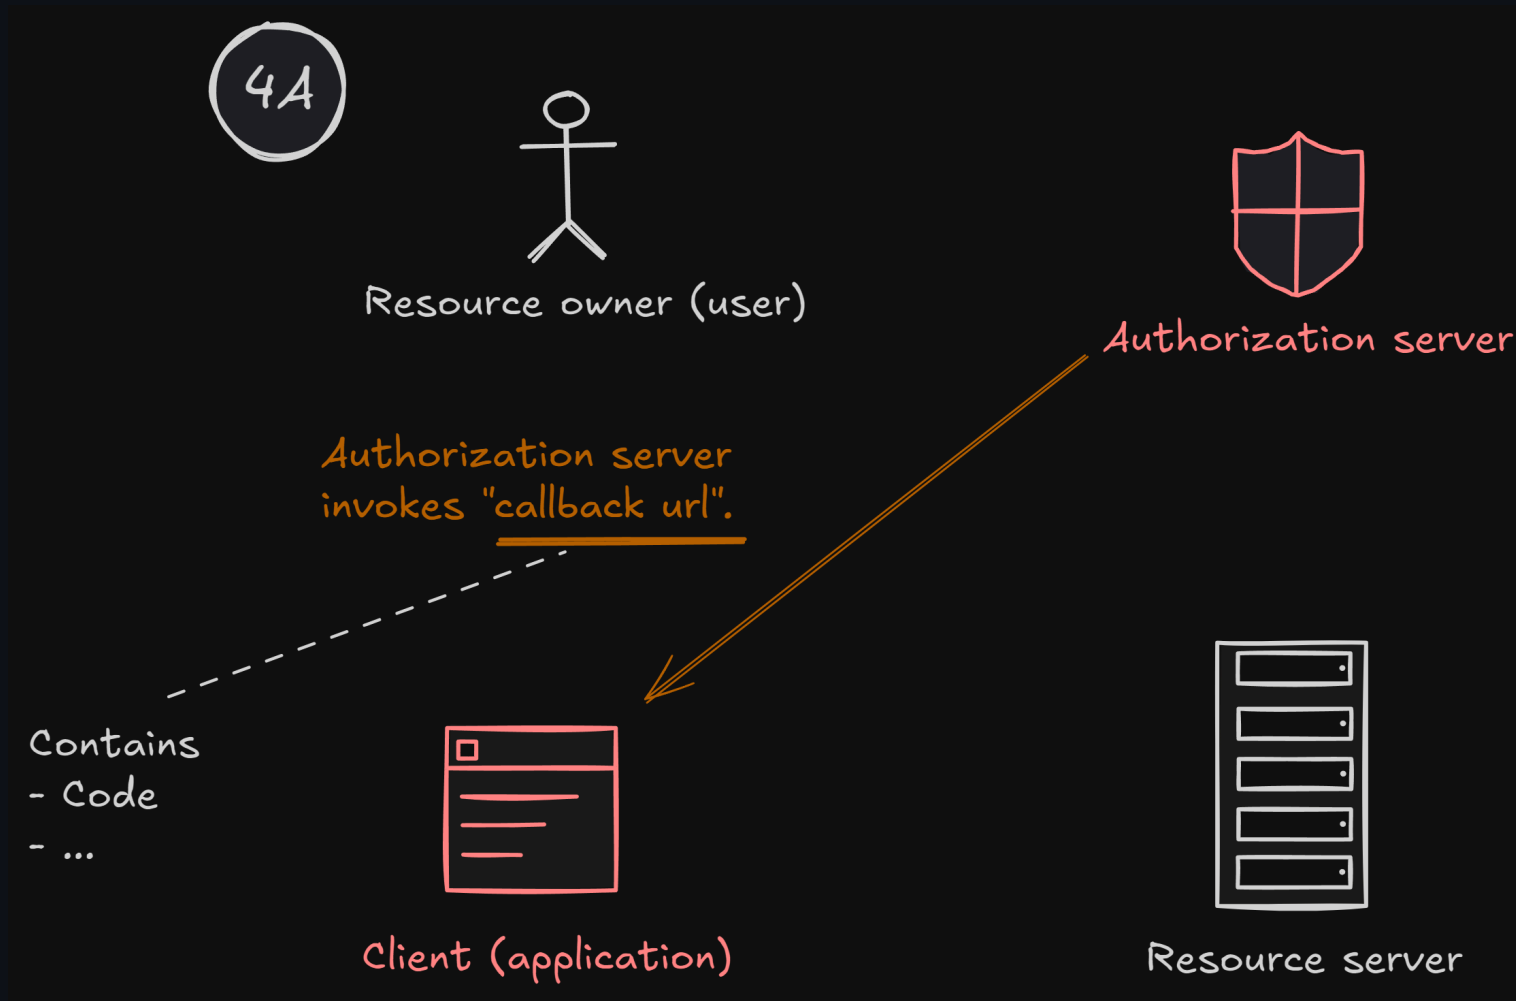 4A
Resource owner (user)
Authorization server
Authorization server
invokes "callback url".
Contains
- Code
- ...
Client (application)
Resource server